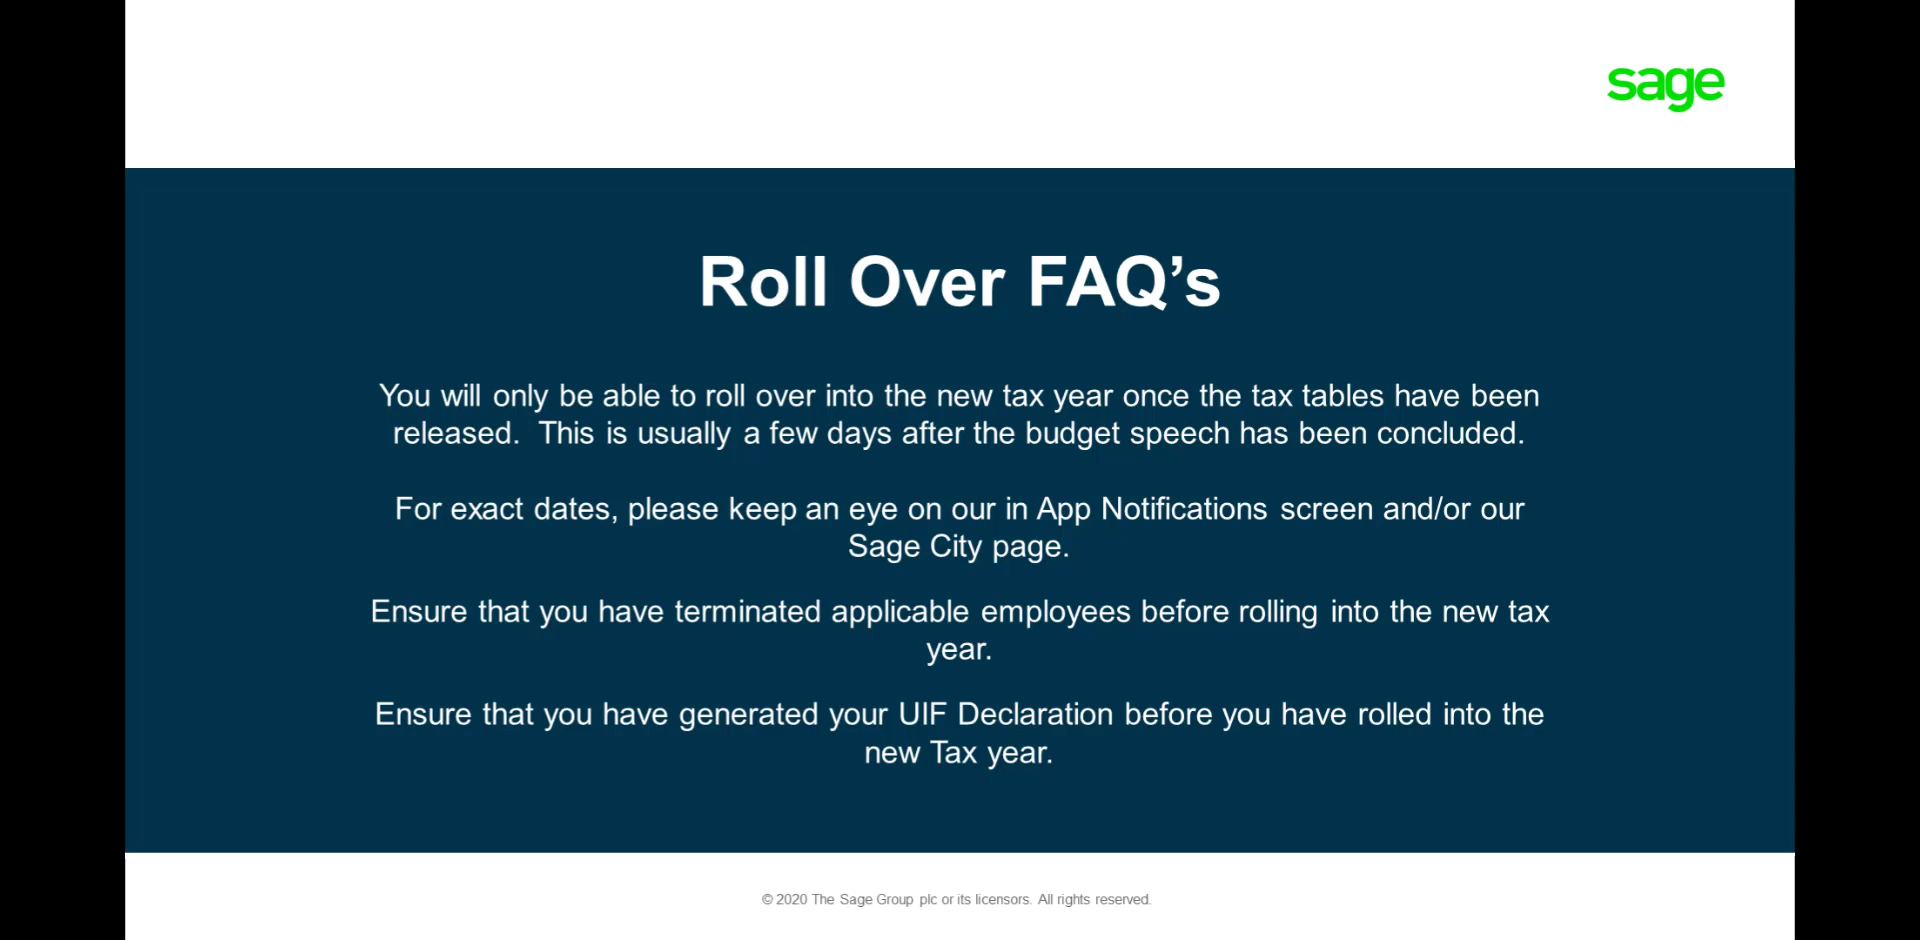 sage
Roll Over FAQ’s
You will only be able to roll over into the new tax year once the tax tables have been
released.  This is usually a few days after the budget speech has been concluded.
For exact dates, please keep an eye on our in App Notifications screen and/or our
Sage City page.
Ensure that you have terminated applicable employees before rolling into the new tax
year.
Ensure that you have generated your UIF Declaration before you have rolled into the
new Tax year.
© 2020 The Sage Group plc or its licensors. All rights reserved.